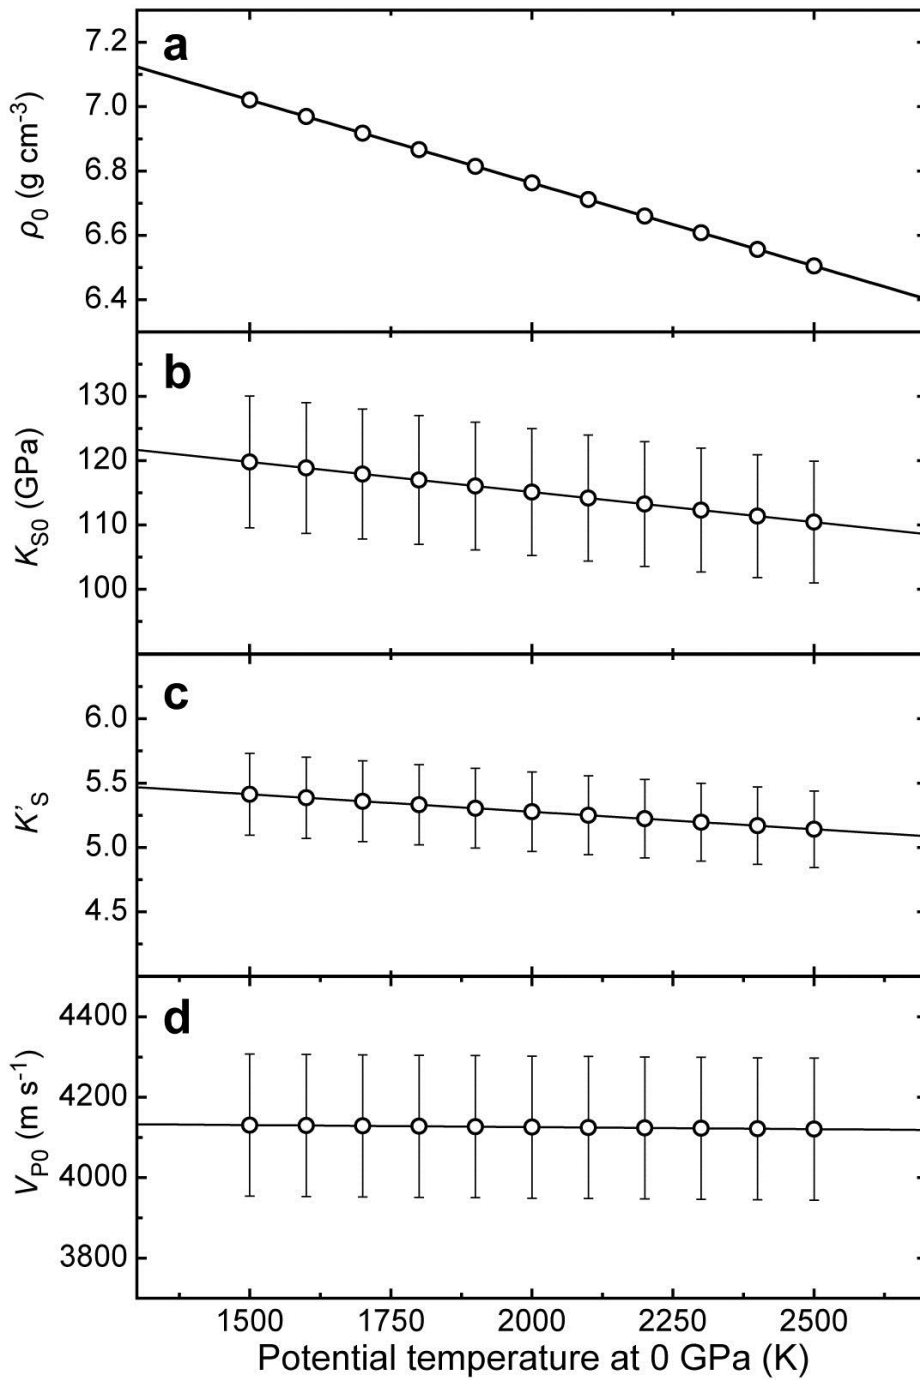 a
7.2
7.0
6.8
6.6
6.4
ρ0 (g cm-3)
b
130
120
110
100
KS0 (GPa)
c
6.0
5.5
5.0
4.5
K'S
d
4400
4200
4000
3800
VP0 (m s-1)
1500 1750 2000 2250 2500
Potential temperature at 0 GPa (K)